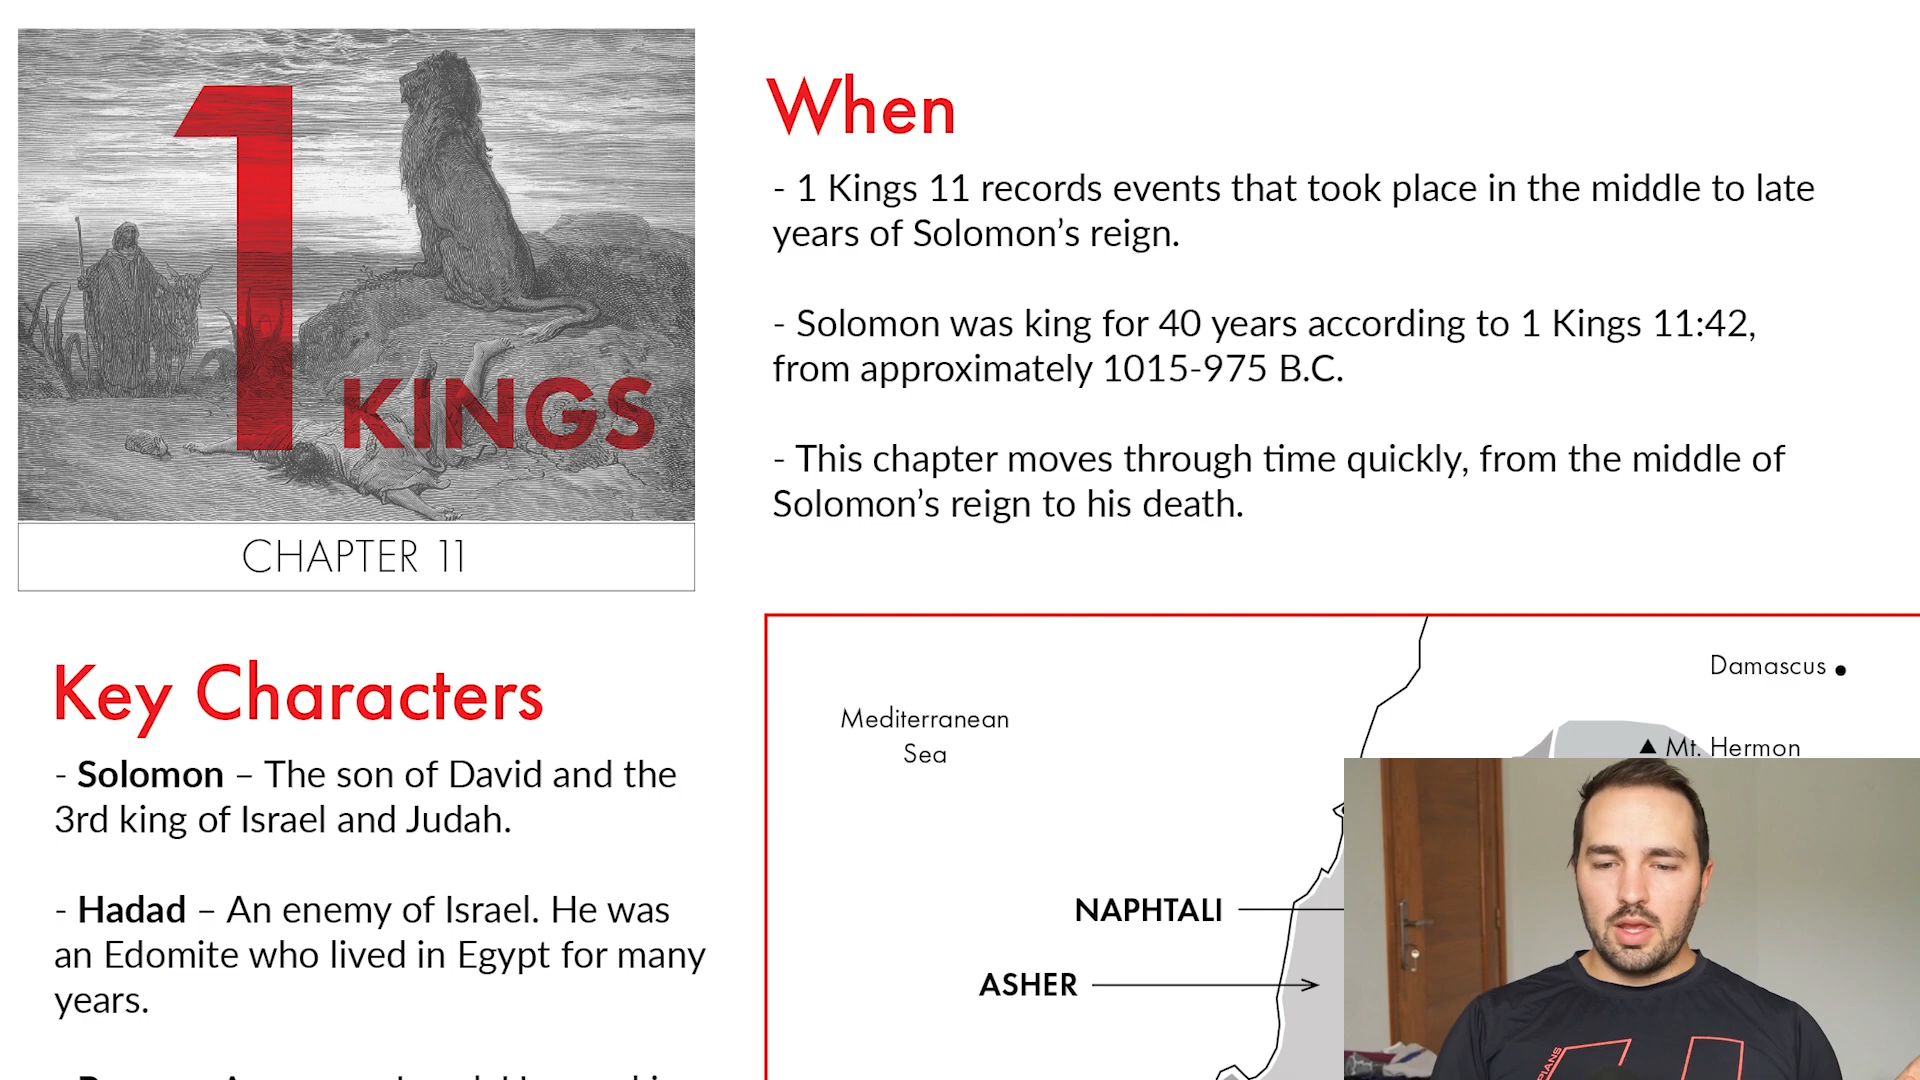 1
KINGS
CHAPTER 11
When
- 1 Kings 11 records events that took place in the middle to late
years of Solomon’s reign.
- Solomon was king for 40 years according to 1 Kings 11:42,
from approximately 1015-975 B.C.
- This chapter moves through time quickly, from the middle of
Solomon’s reign to his death.
Key Characters
- Solomon – The son of David and the
3rd king of Israel and Judah.
- Hadad – An enemy of Israel. He was
an Edomite who lived in Egypt for many
years.
Damascus
Mediterranean
Sea
Mt. Hermon
NAPHTALI
ASHER